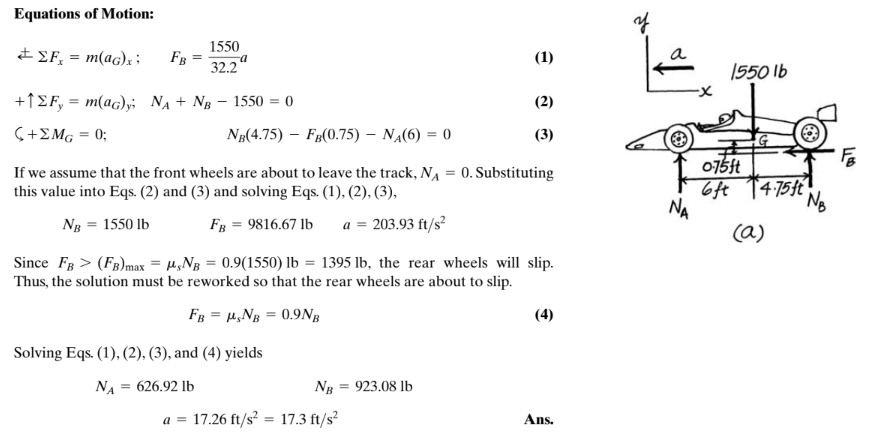 Equations of Motion:
⇷ ΣFₓ = m(a_G)ₓ; F_B = 1550/32.2 a (1)
+↑ΣF_y = m(a_G)_y; N_A + N_B − 1550 = 0 (2)
↺+ΣM_G = 0; N_B(4.75) − F_B(0.75) − N_A(6) = 0 (3)
If we assume that the front wheels are about to leave the track, N_A = 0. Substituting
this value into Eqs. (2) and (3) and solving Eqs. (1), (2), (3),
N_B = 1550 lb F_B = 9816.67 lb a = 203.93 ft/s²
Since F_B > (F_B)_max = μ_sN_B = 0.9(1550) lb = 1395 lb, the rear wheels will slip.
Thus, the solution must be reworked so that the rear wheels are about to slip.
F_B = μ_sN_B = 0.9N_B (4)
Solving Eqs. (1), (2), (3), and (4) yields
N_A = 626.92 lb N_B = 923.08 lb
a = 17.26 ft/s² = 17.3 ft/s² Ans.
y
a
1550 lb
x
G
F_B
0.75ft
6ft 4.75ft
N_A N_B
(a)